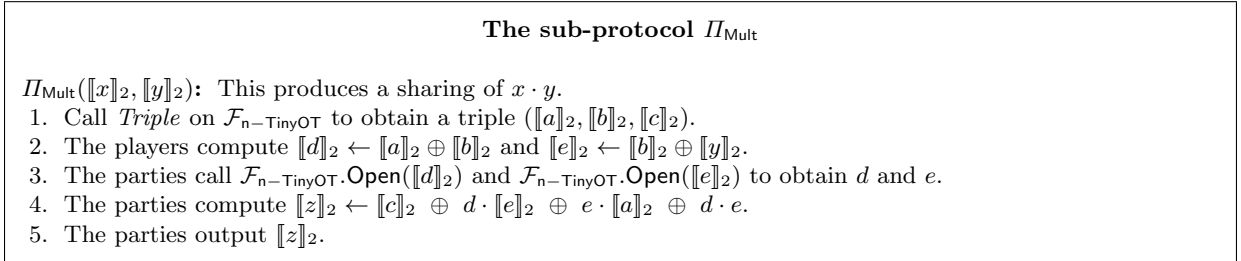 The sub-protocol Π_Mult
Π_Mult(⟦x⟧₂, ⟦y⟧₂): This produces a sharing of x · y.
1. Call Triple on F_n−TinyOT to obtain a triple (⟦a⟧₂, ⟦b⟧₂, ⟦c⟧₂).
2. The players compute ⟦d⟧₂ ← ⟦a⟧₂ ⊕ ⟦b⟧₂ and ⟦e⟧₂ ← ⟦b⟧₂ ⊕ ⟦y⟧₂.
3. The parties call F_n−TinyOT.Open(⟦d⟧₂) and F_n−TinyOT.Open(⟦e⟧₂) to obtain d and e.
4. The parties compute ⟦z⟧₂ ← ⟦c⟧₂ ⊕ d · ⟦e⟧₂ ⊕ e · ⟦a⟧₂ ⊕ d · e.
5. The parties output ⟦z⟧₂.